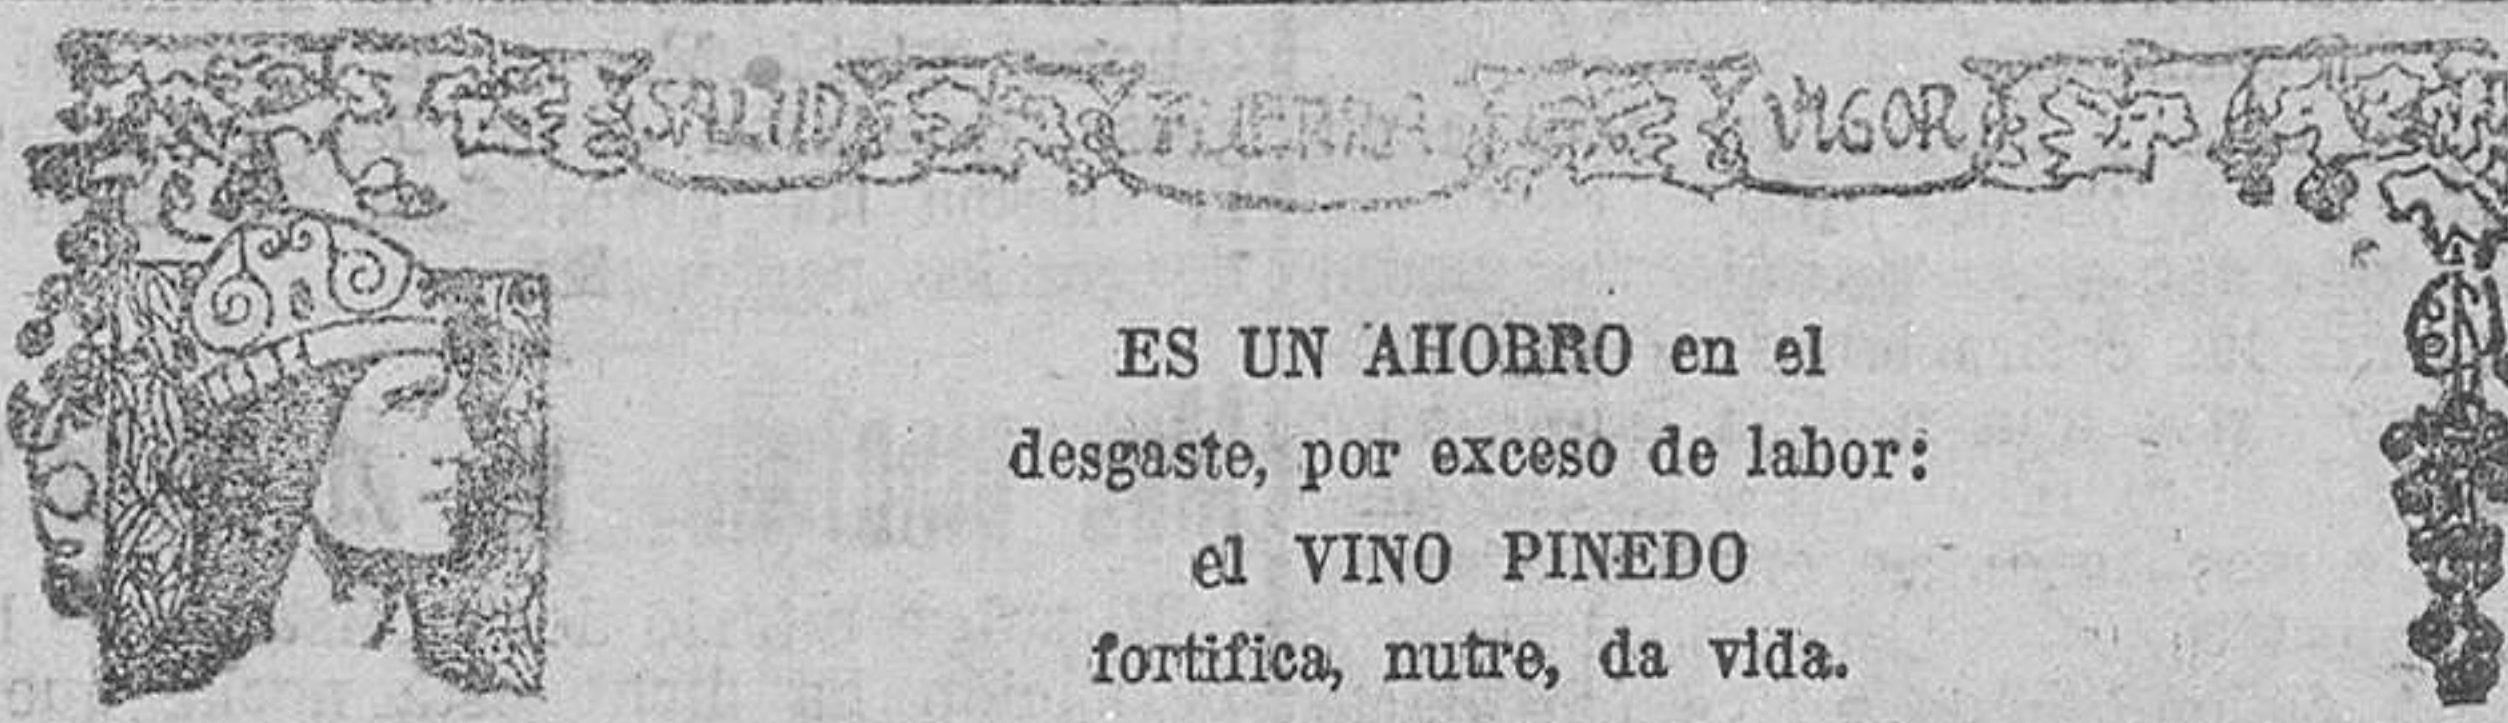 SALUD FUERZA VIGOR
ES UN AHORRO en el
desgaste, por exceso de labor:
el VINO PINEDO
fortifica, nutre, da vida.